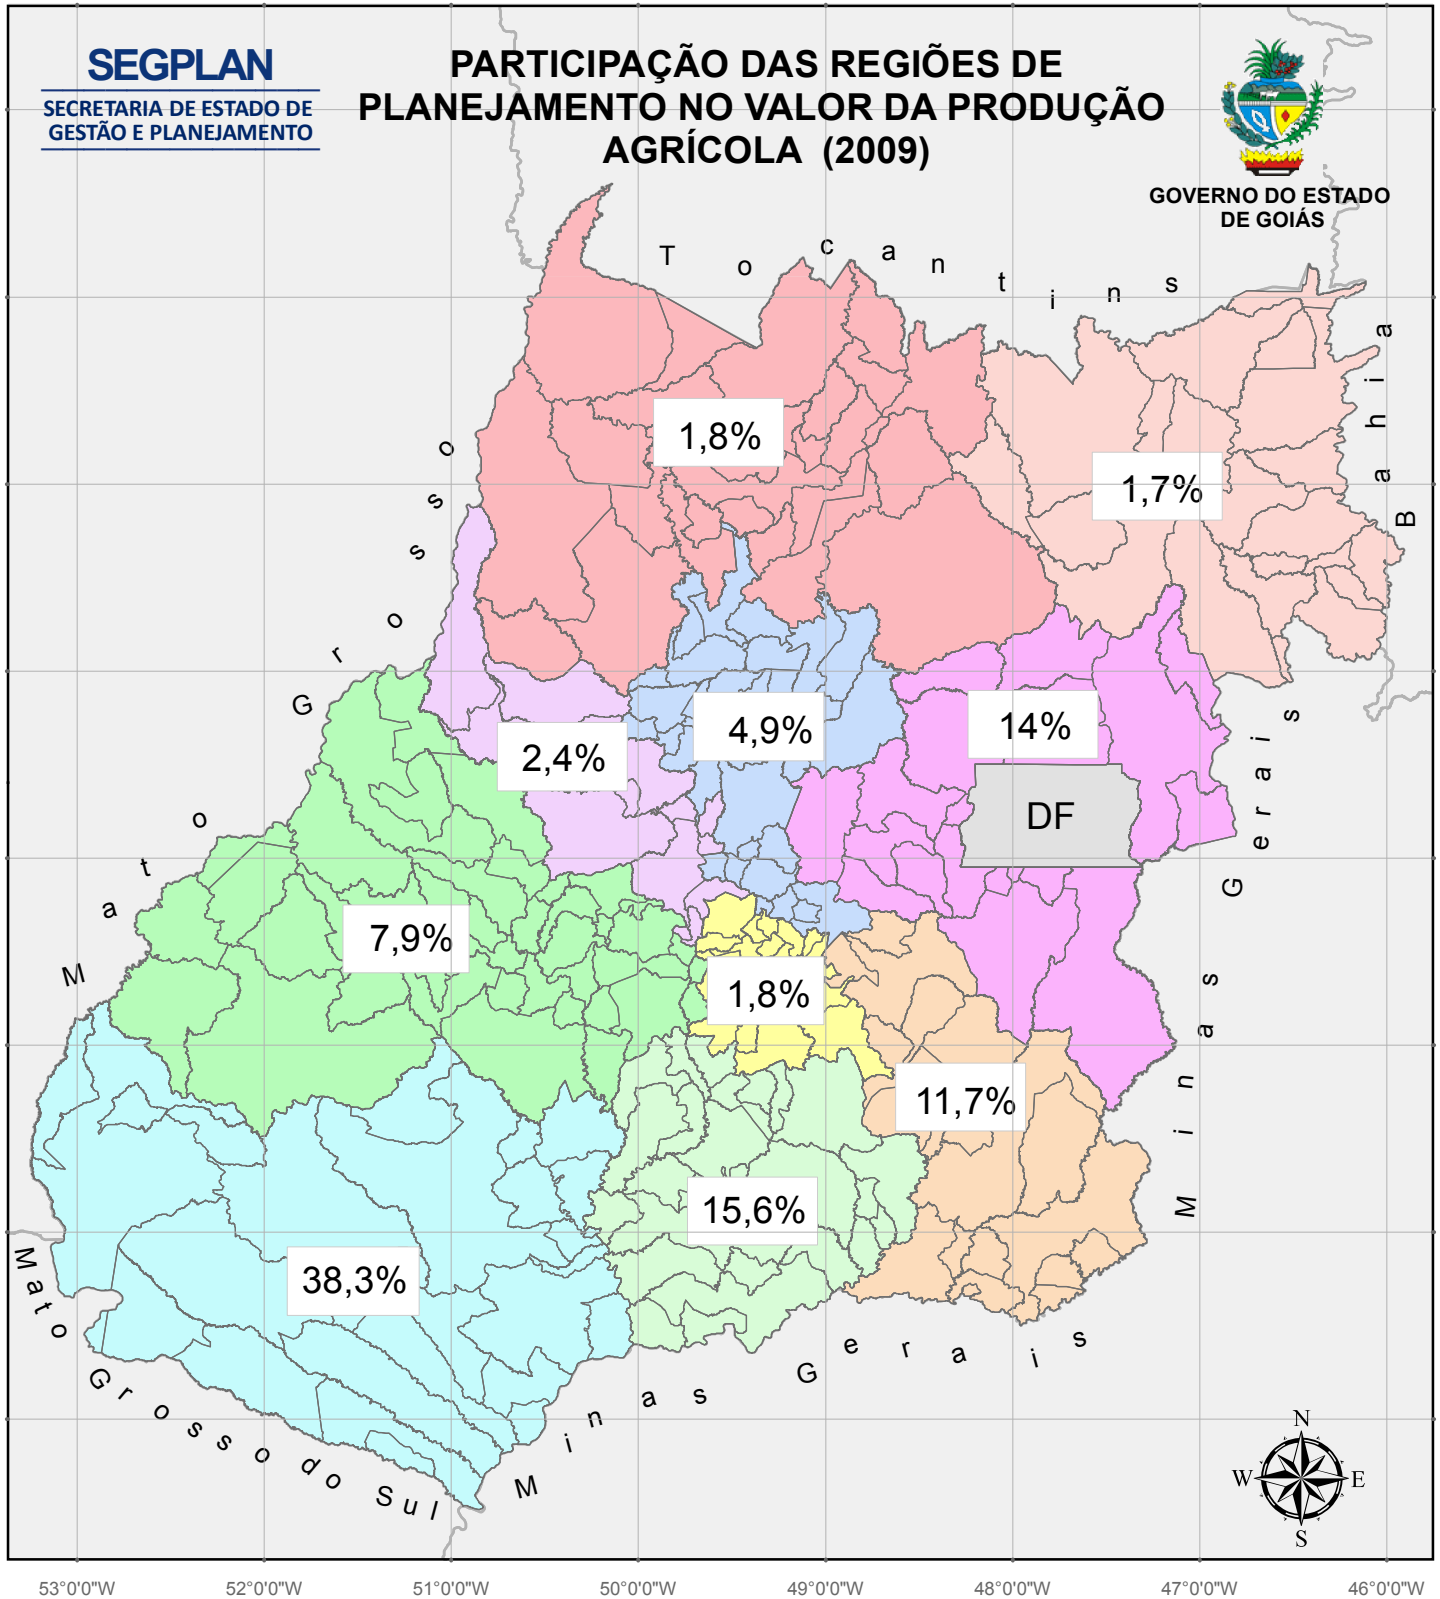 SEGPLAN
SECRETARIA DE ESTADO DE
GESTÃO E PLANEJAMENTO
PARTICIPAÇÃO DAS REGIÕES DE
PLANEJAMENTO NO VALOR DA PRODUÇÃO
AGRÍCOLA (2009)
GOVERNO DO ESTADO
DE GOIÁS
Tocantins
Bahia
Mato Grosso
1,8%
1,7%
4,9%
14%
2,4%
DF
7,9%
1,8%
11,7%
15,6%
38,3%
Minas Gerais
Mato Grosso do Sul
Minas Gerais
N
W
E
S
53°0'0"W
52°0'0"W
51°0'0"W
50°0'0"W
49°0'0"W
48°0'0"W
47°0'0"W
46°0'0"W